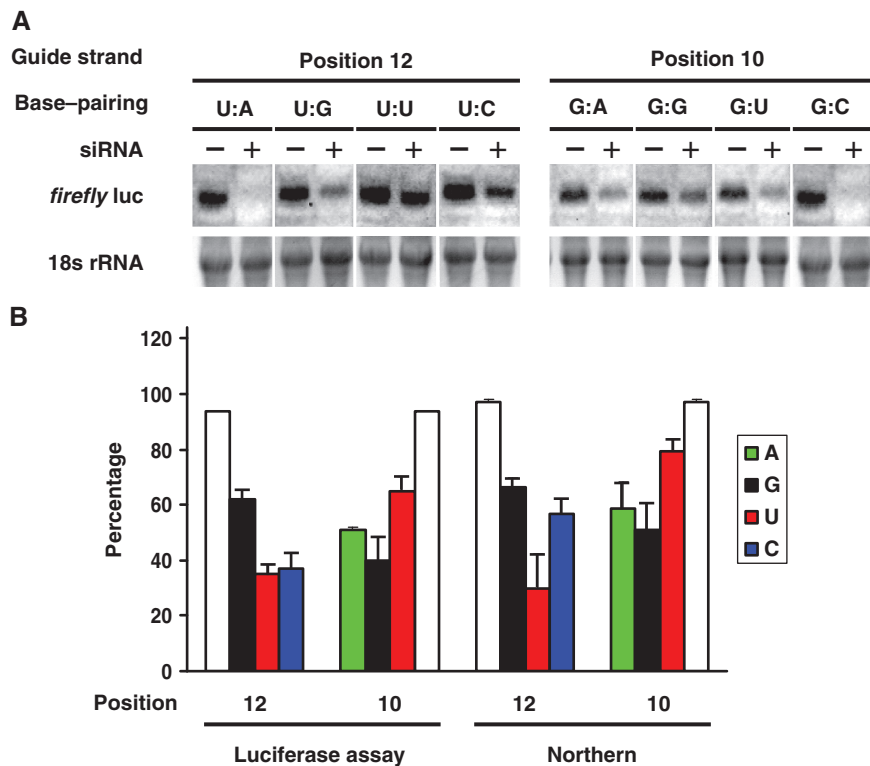 A
Guide strand Position 12 Position 10
Base–pairing U:A U:G U:U U:C G:A G:G G:U G:C
siRNA − + − + − + − + − + − + − + − +
firefly luc
18s rRNA
B
Percentage
120
100
80
60
40
20
0
A
G
U
C
Position 12 10 12 10
Luciferase assay Northern